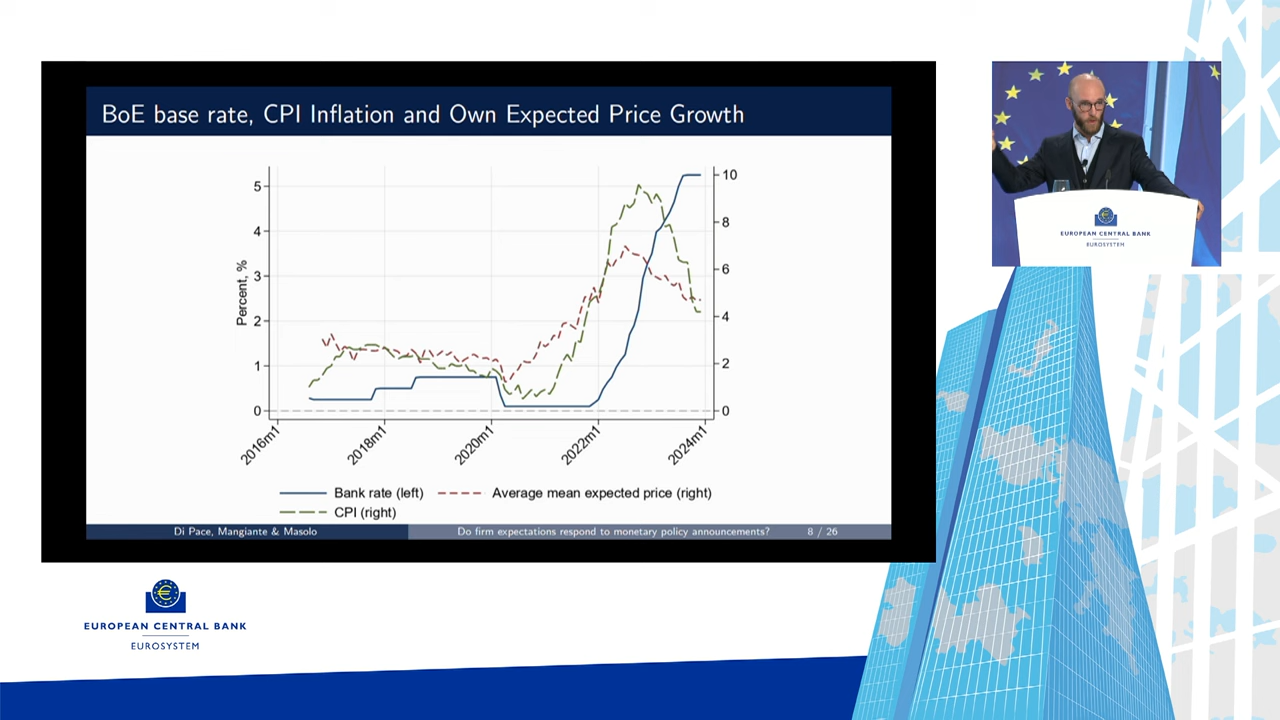 BoE base rate, CPI Inflation and Own Expected Price Growth
Percent, %
5
4
3
2
1
0
10
8
6
4
2
0
2016m1
2018m1
2020m1
2022m1
2024m1
Bank rate (left)
Average mean expected price (right)
CPI (right)
Di Pace, Mangiante & Masolo
Do firm expectations respond to monetary policy announcements?
8 / 26
EUROPEAN CENTRAL BANK
EUROSYSTEM
EUROPEAN CENTRAL BANK
EUROSYSTEM